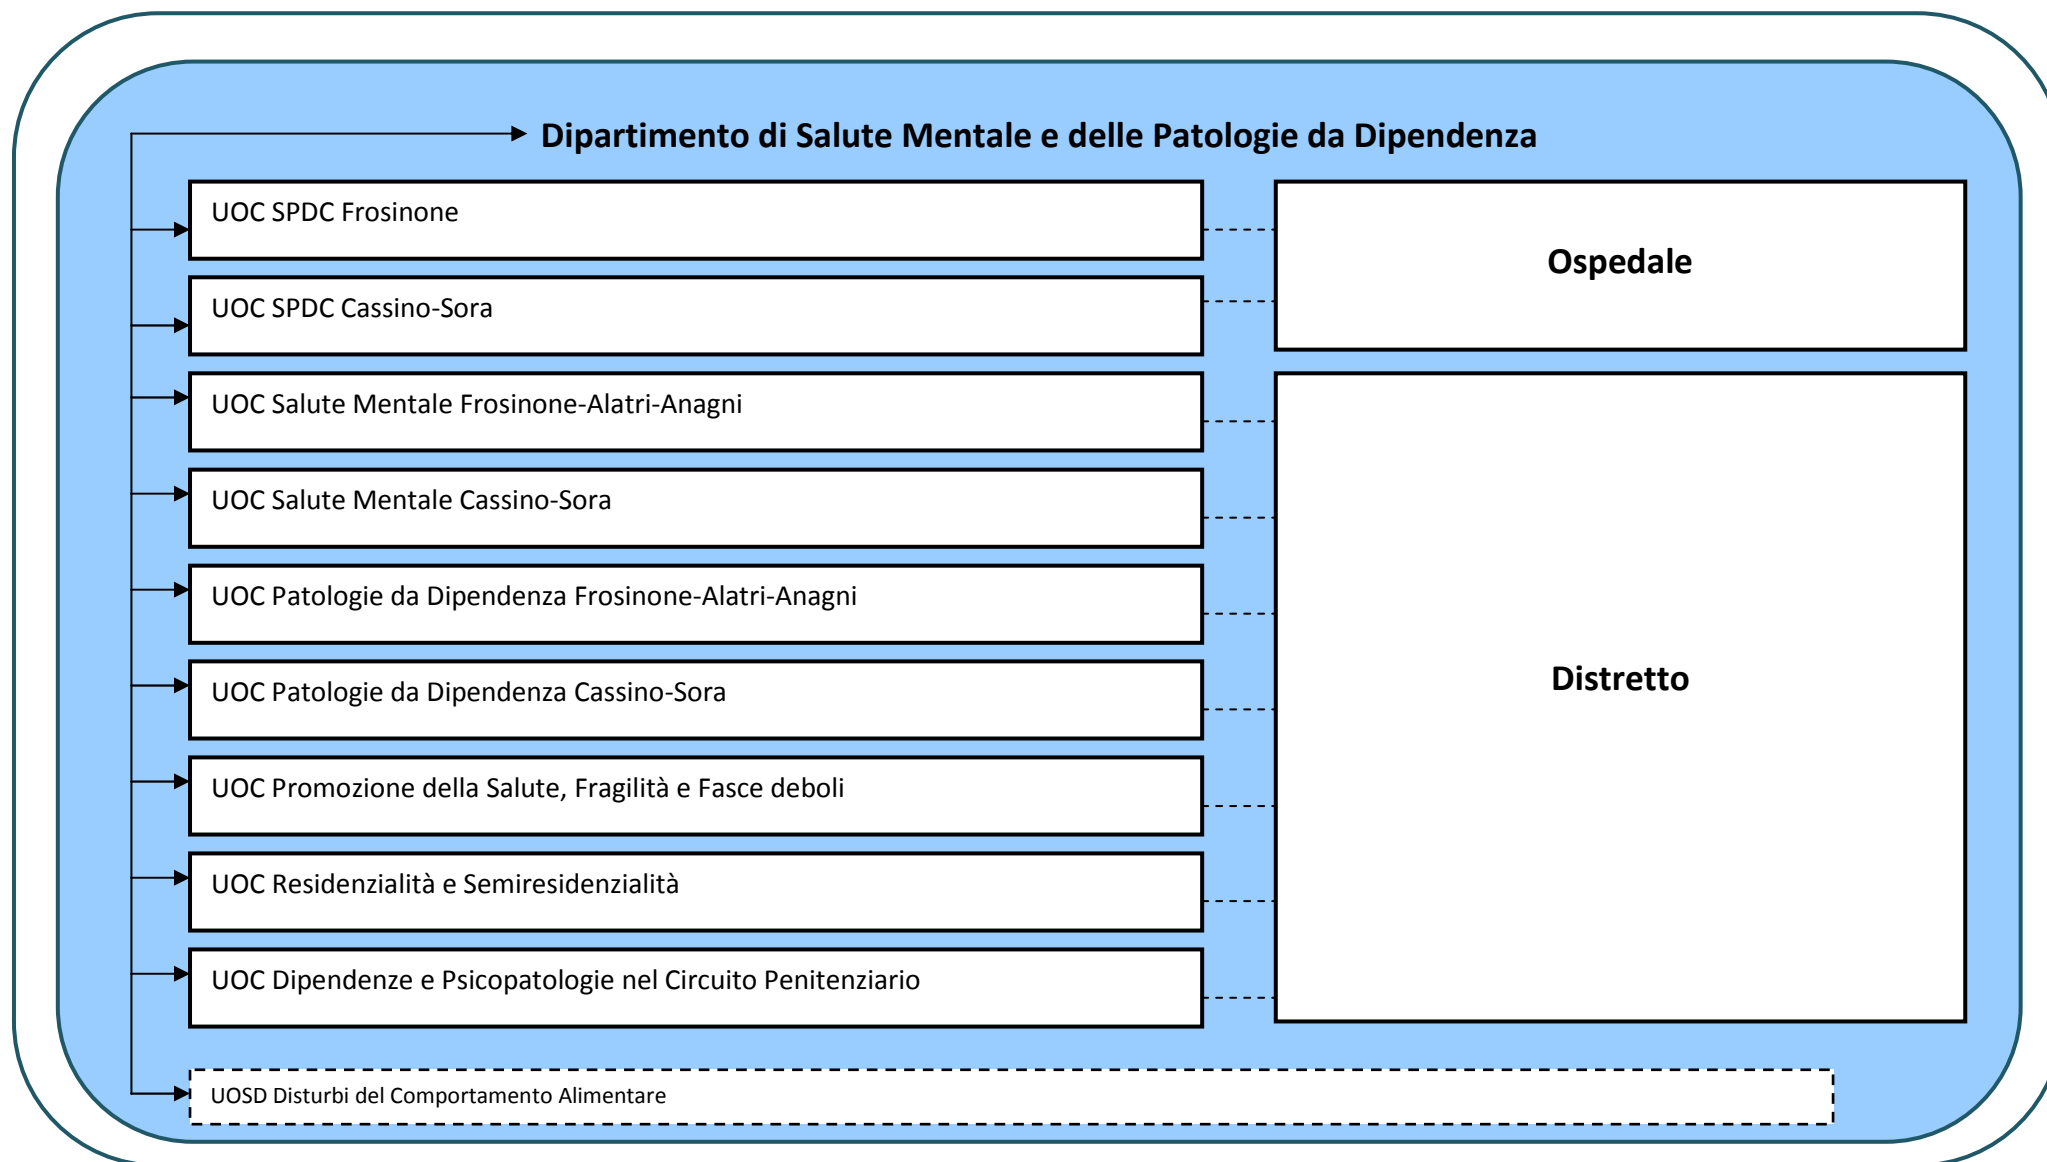 Dipartimento di Salute Mentale e delle Patologie da Dipendenza
UOC SPDC Frosinone
UOC SPDC Cassino-Sora
Ospedale
UOC Salute Mentale Frosinone-Alatri-Anagni
UOC Salute Mentale Cassino-Sora
UOC Patologie da Dipendenza Frosinone-Alatri-Anagni
UOC Patologie da Dipendenza Cassino-Sora
UOC Promozione della Salute, Fragilità e Fasce deboli
UOC Residenzialità e Semiresidenzialità
UOC Dipendenze e Psicopatologie nel Circuito Penitenziario
Distretto
UOSD Disturbi del Comportamento Alimentare